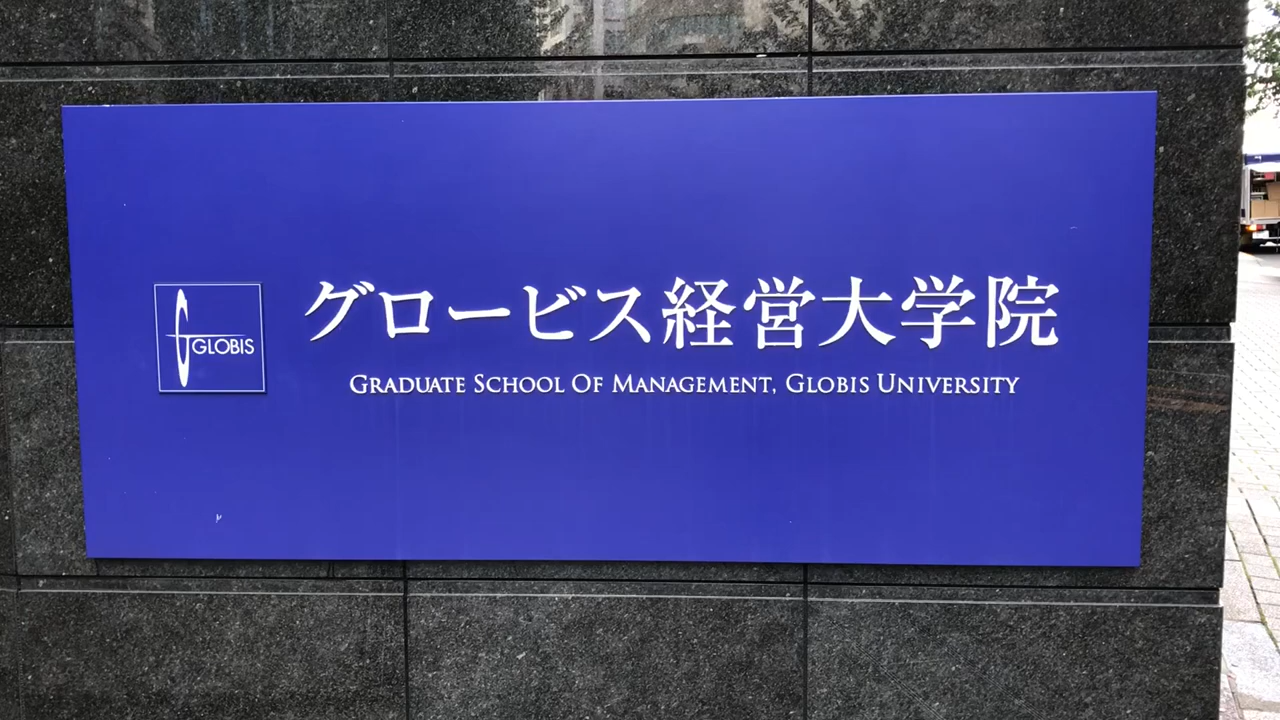 GLOBIS
グロービス経営大学院
GRADUATE SCHOOL OF MANAGEMENT, GLOBIS UNIVERSITY